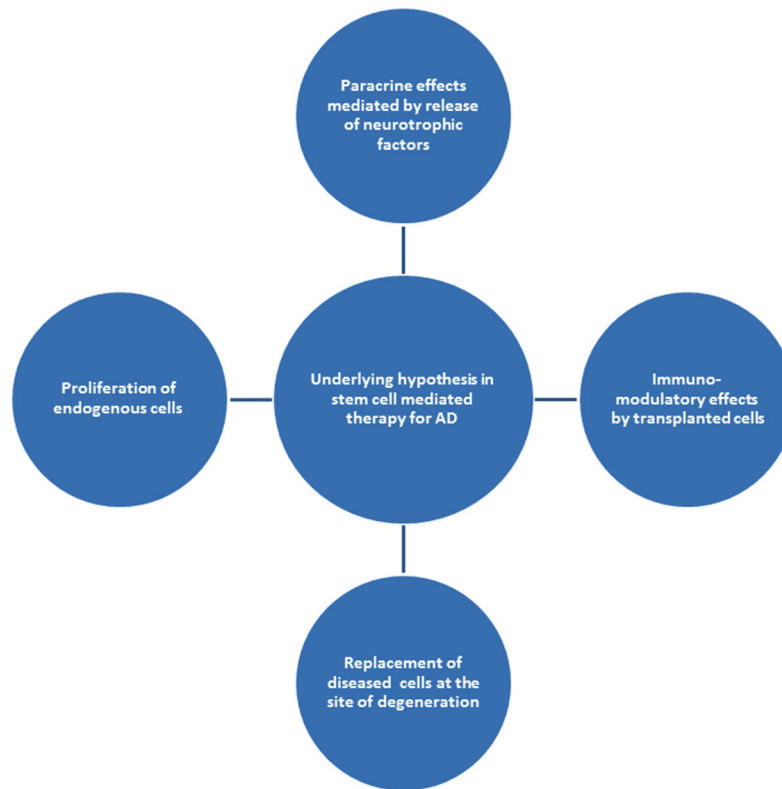 Paracrine effects
mediated by release
of neurotrophic
factors
Proliferation of
endogenous cells
Underlying hypothesis in
stem cell mediated
therapy for AD
Immuno-
modulatory effects
by transplanted cells
Replacement of
diseased cells at the
site of degeneration